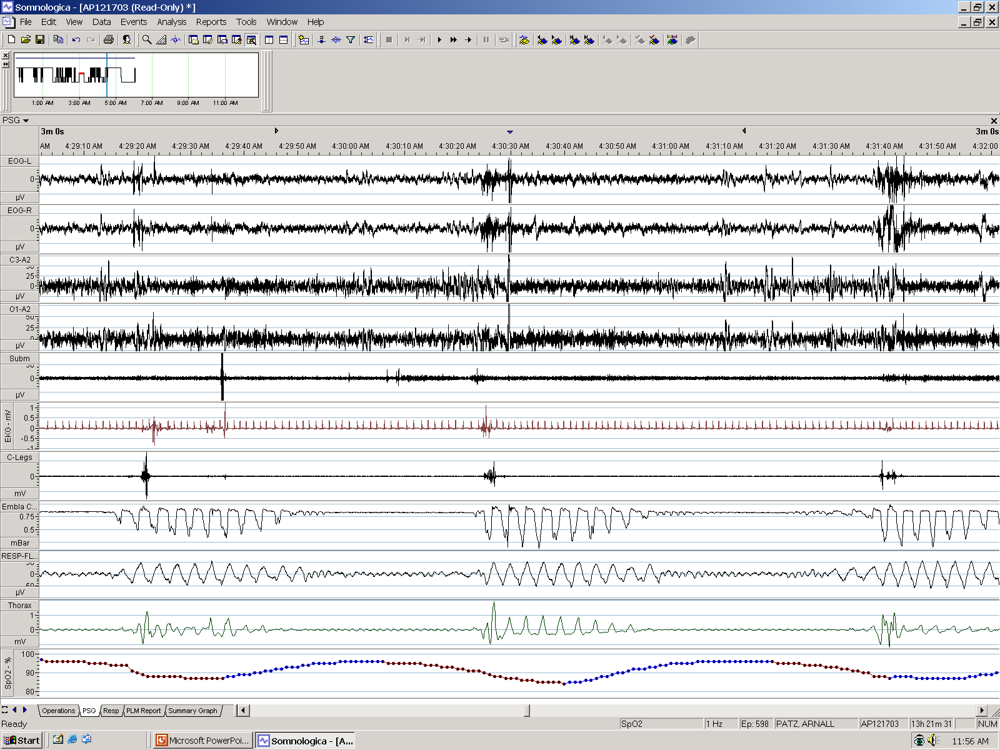 Somnologica - [AP121703 (Read-Only) *]
File Edit View Data Events Analysis Reports Tools Window Help
1:00 AM 3:00 AM 5:00 AM 7:00 AM 9:00 AM 11:00 AM
PSG
3m 0s 3m 0s
AM 4:29:10 AM 4:29:20 AM 4:29:30 AM 4:29:40 AM 4:29:50 AM 4:30:00 AM 4:30:10 AM 4:30:20 AM 4:30:30 AM 4:30:40 AM 4:30:50 AM 4:31:00 AM 4:31:10 AM 4:31:20 AM 4:31:30 AM 4:31:40 AM 4:31:50 AM 4:32:00
EOG-L
0
µV
EOG-R
0
µV
C3-A2
25
0
µV
O1-A2
50
25
0
µV
Subm
0
µV
EKG - mV
1
0.5
0
-0.5
-1
C-Legs
0
mV
Embla C...
0.75
0.5
mBar
RESP-FL...
0
µV
Thorax
1
0
mV
SpO2 - %
100
90
80
Operations PSG Resp PLM Report Summary Graph
Ready SpO2 1 Hz Ep: 598 PATZ, ARNALL AP121703 13h 21m 31 NUM
Start Microsoft PowerPoi... Somnologica - [A... 11:56 AM